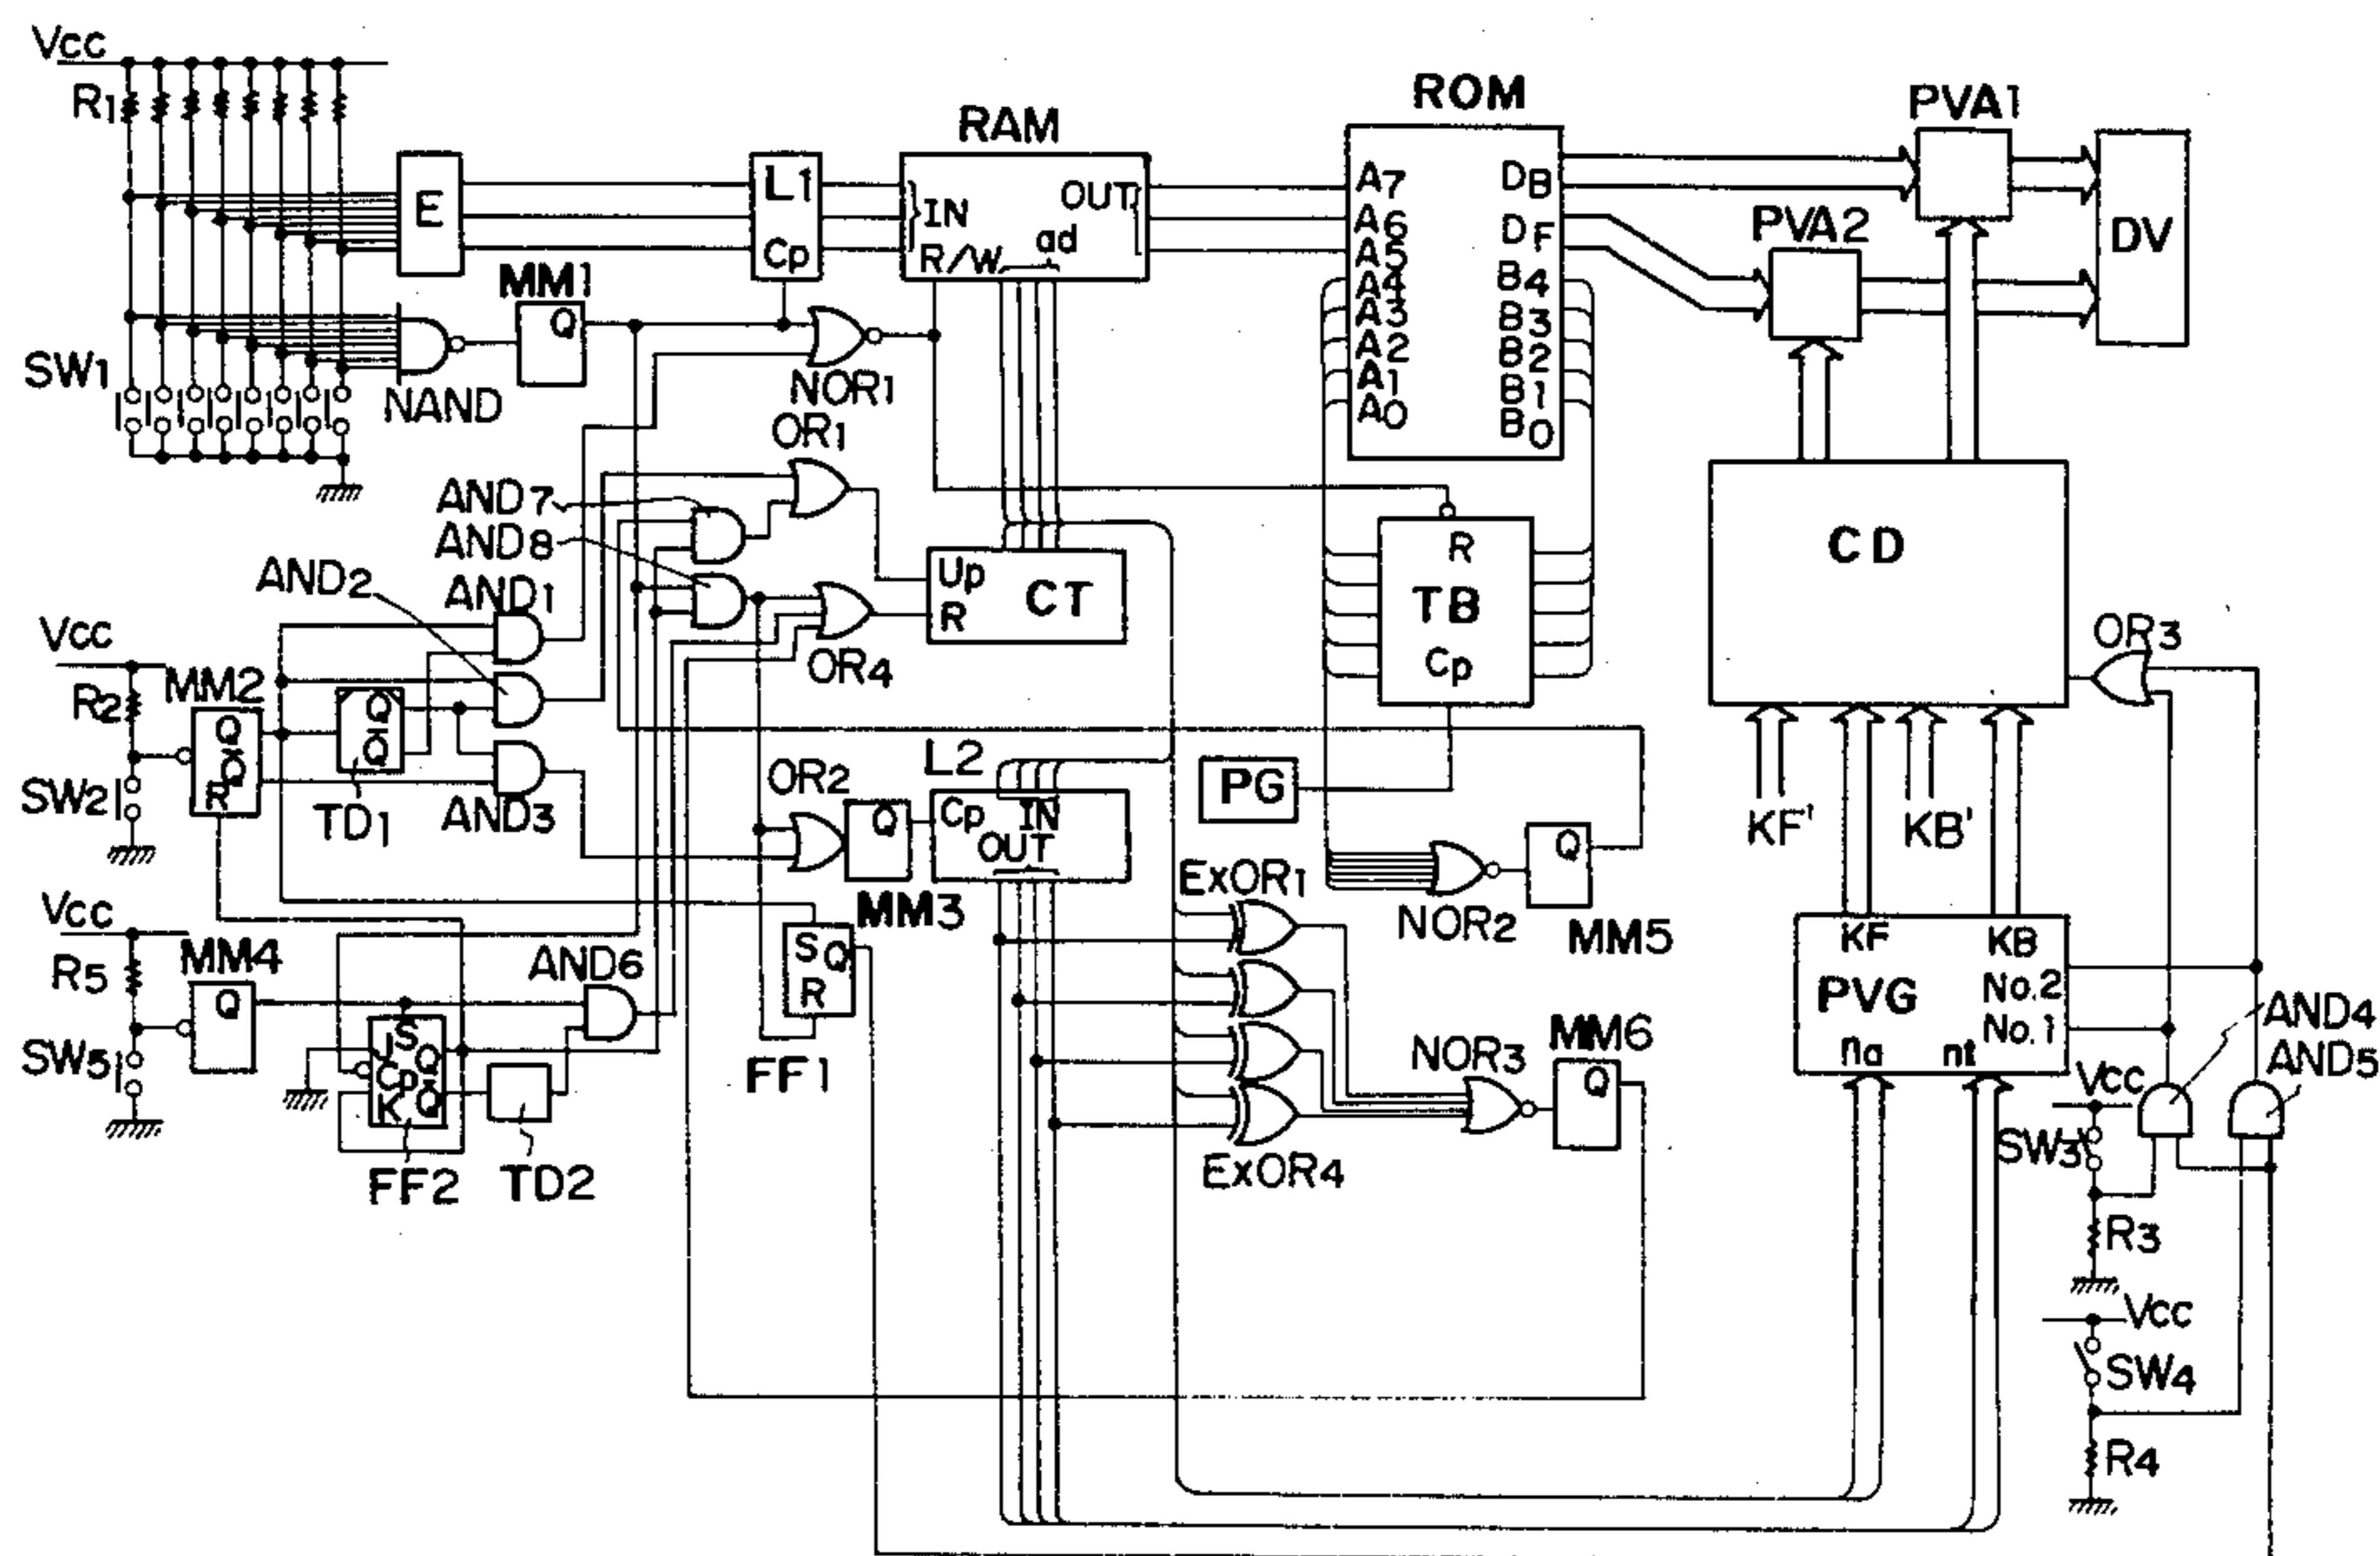 Vcc
R1
SW1
E
NAND
MM1
Q
L1
Cp
RAM
IN
OUT
R/W
ad
NOR1
ROM
A7
A6
A5
A4
A3
A2
A1
A0
DB
DF
B4
B3
B2
B1
B0
PVA1
PVA2
DV
CD
OR1
AND7
AND8
AND2
AND1
Up
R
CT
OR4
R
TB
Cp
PG
OR3
Vcc
R2
MM2
Q
Q
R
SW2
TD1
Q
Q
AND3
OR2
Q
MM3
L2
Cp
IN
OUT
NOR2
Q
MM5
KF'
KB'
Vcc
R5
MM4
Q
SW5
AND6
S
J
Q
Cp
Q
K
FF2
TD2
S
Q
R
FF1
ExOR1
ExOR4
NOR3
MM6
Q
KF
KB
PVG
No.2
No.1
na
nt
AND4
AND5
Vcc
SW3
R3
Vcc
SW4
R4